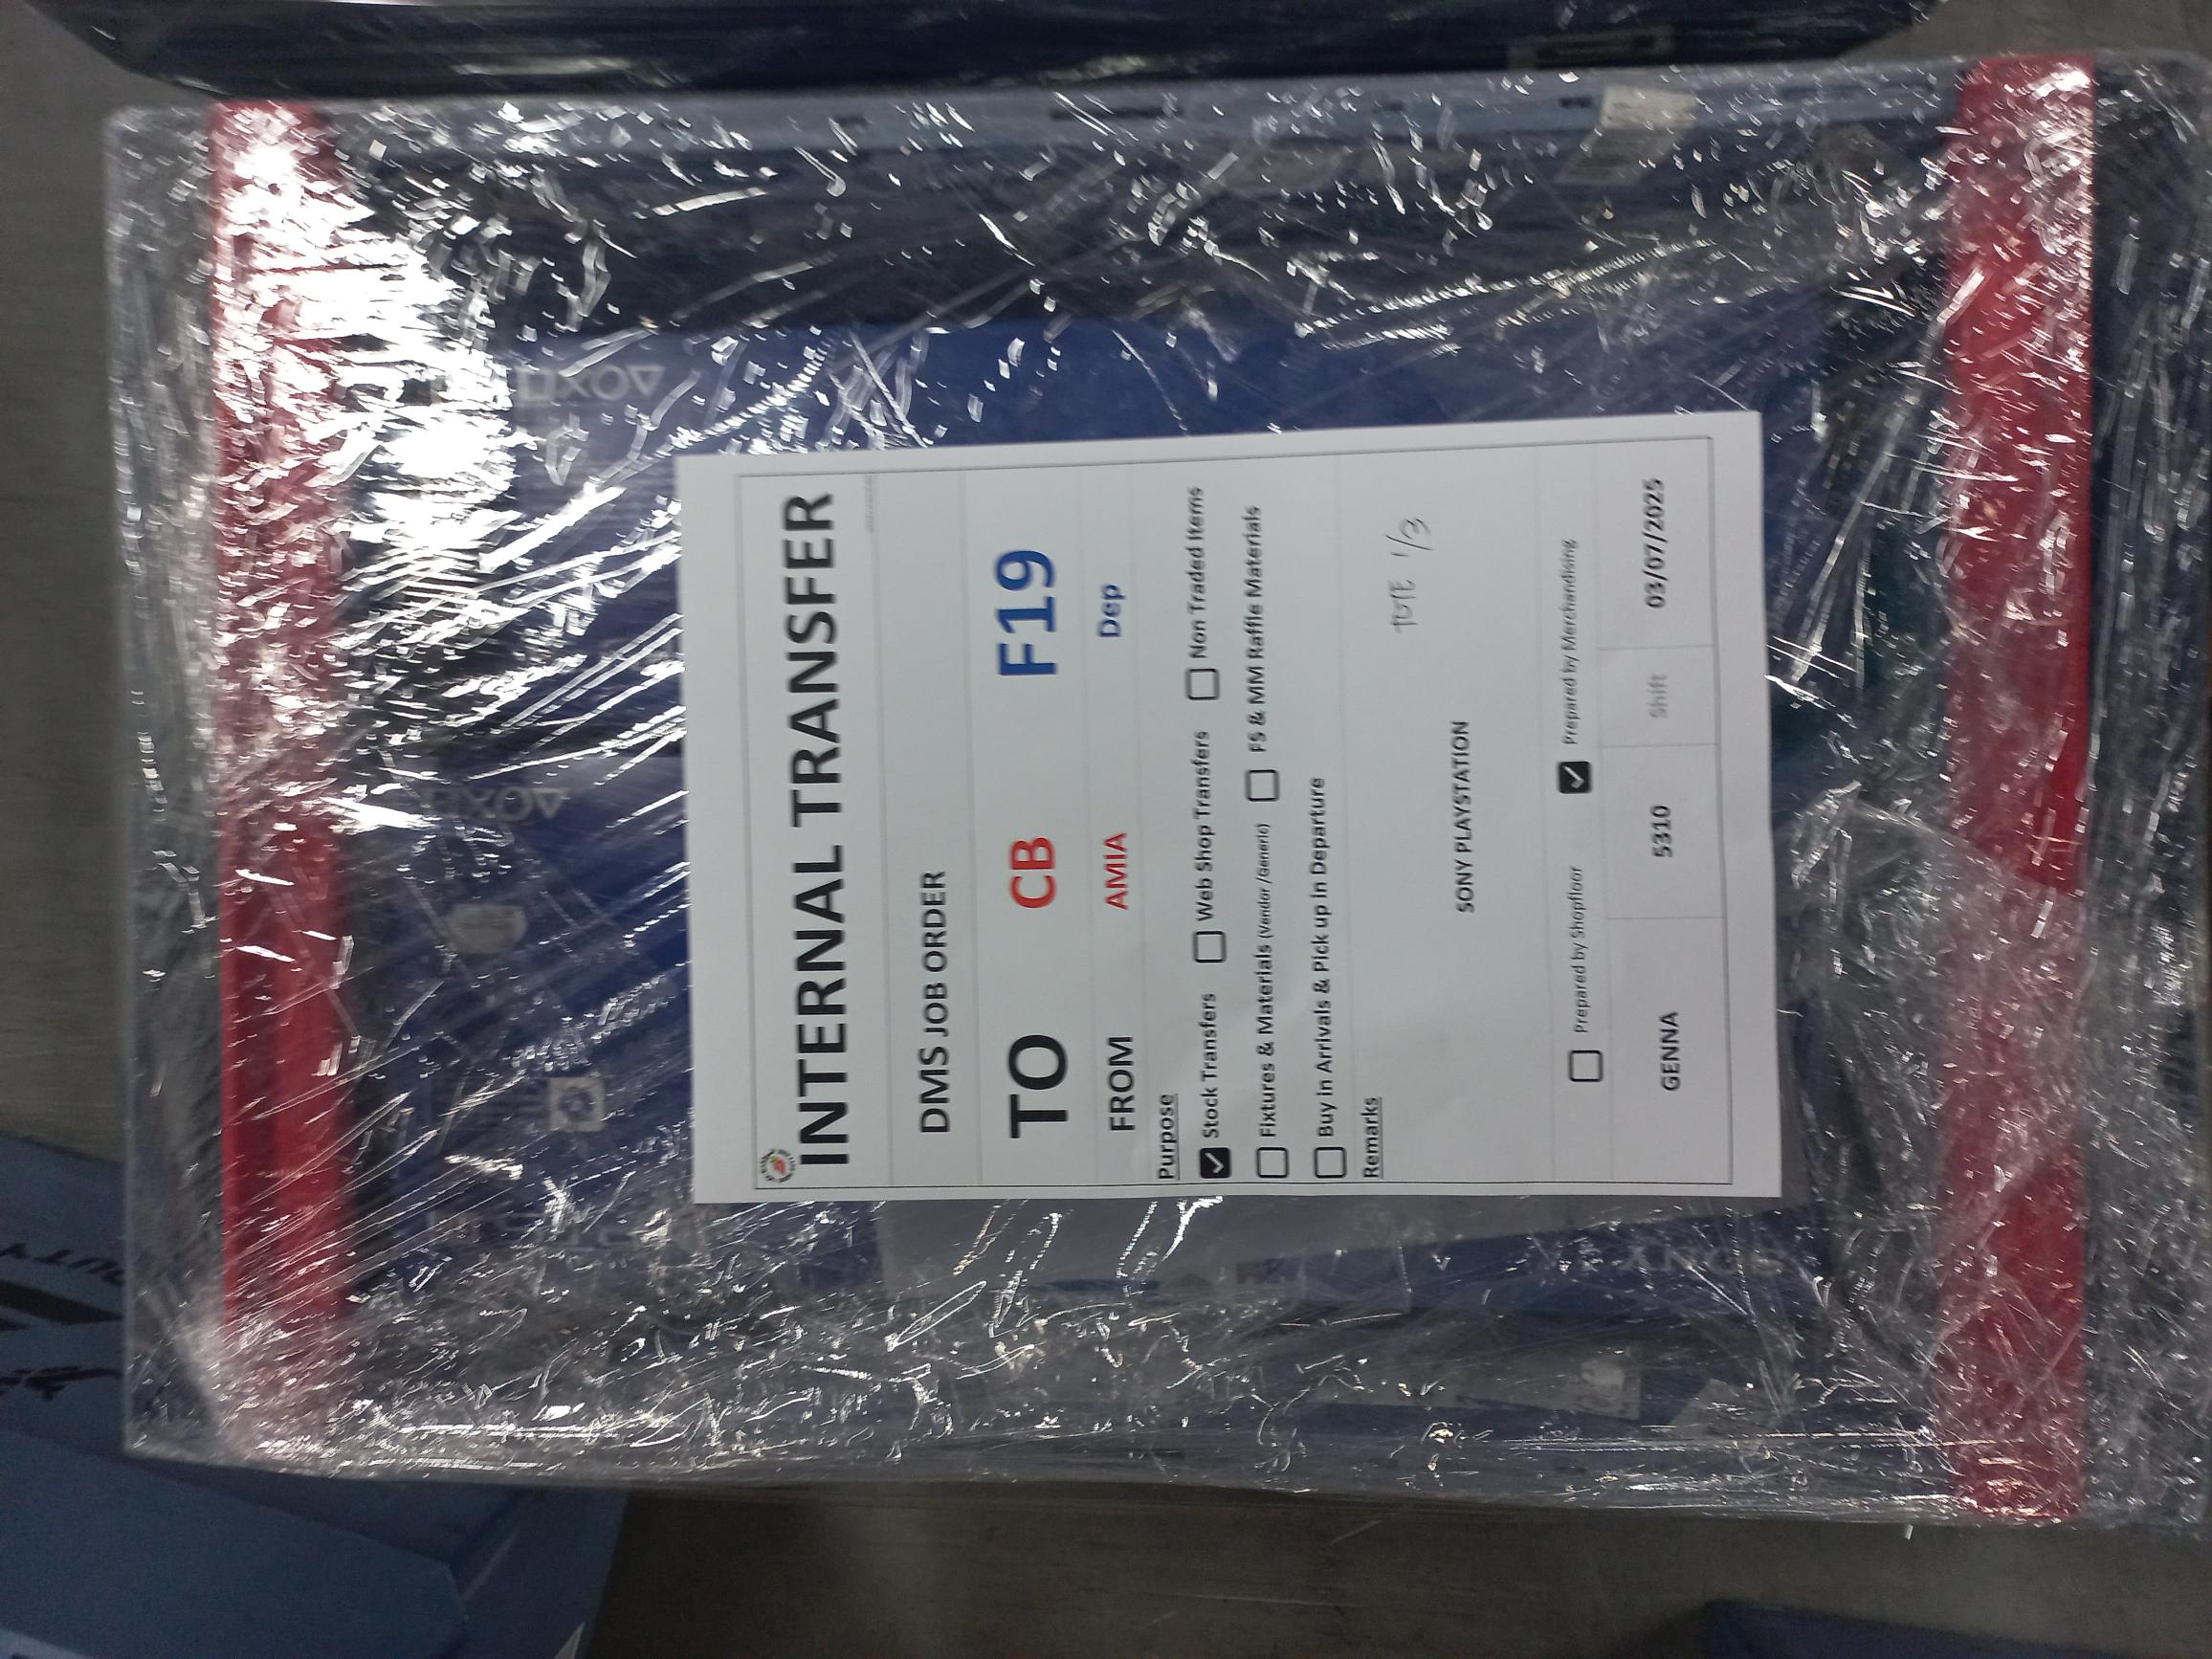 INTERNAL TRANSFER
DMS JOB ORDER
TO CB F19
FROM AMIA Dep
Purpose
Stock Transfers Web Shop Transfers Non Traded Items
Fixtures & Materials (Vendor /Generic) FS & MM Raffle Materials
Buy in Arrivals & Pick up in Departure
Remarks
TOTE 1/3
SONY PLAYSTATION
Prepared by Shopfloor Prepared by Merchandising
GENNA 5310 Shift 03/07/2025